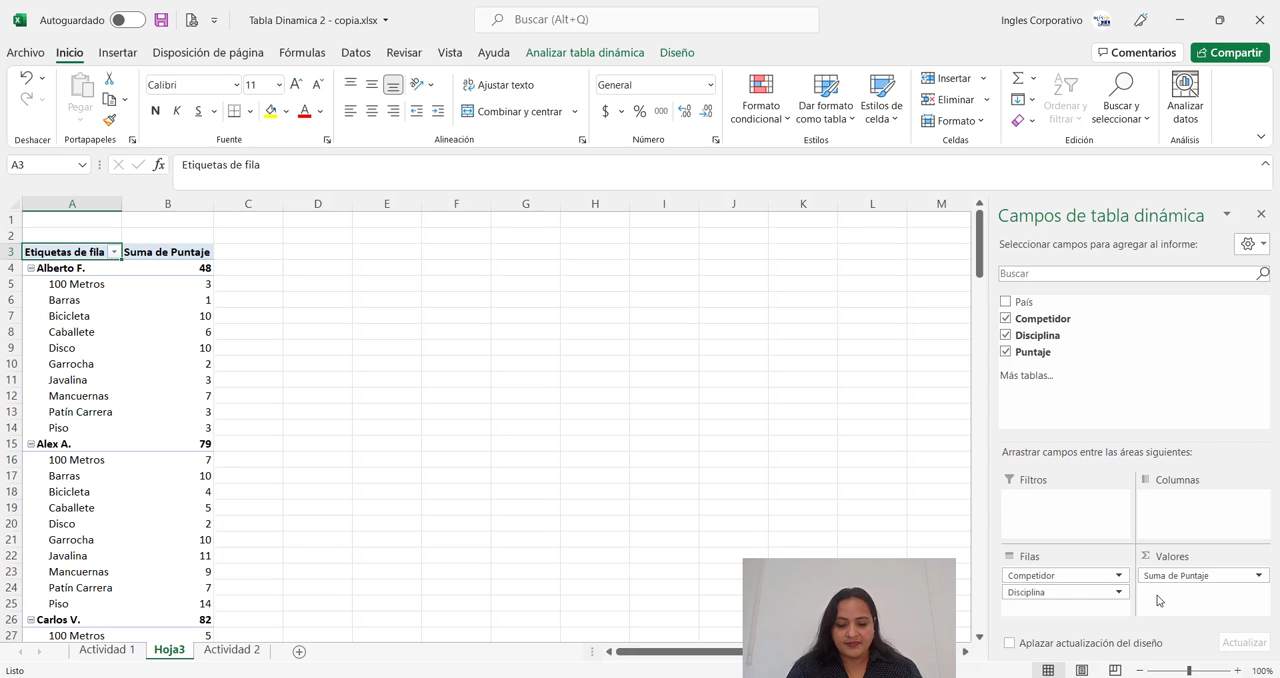 Autoguardado
Tabla Dinamica 2 - copia.xlsx
Buscar (Alt+Q)
Ingles Corporativo
Archivo Inicio Insertar Disposición de página Fórmulas Datos Revisar Vista Ayuda Analizar tabla dinámica Diseño
Comentarios
Compartir
Pegar
Calibri 11
N K S
Ajustar texto
Combinar y centrar
General
$ % 000
Formato condicional
Dar formato como tabla
Estilos de celda
Insertar
Eliminar
Formato
Ordenar y filtrar
Buscar y seleccionar
Analizar datos
Deshacer Portapapeles Fuente Alineación Número Estilos Celdas Edición Análisis
A3 fx Etiquetas de fila
A B C D E F G H I J K L M
1
2
3 Etiquetas de fila Suma de Puntaje
4 Alberto F. 48
5 100 Metros 3
6 Barras 1
7 Bicicleta 10
8 Caballete 6
9 Disco 10
10 Garrocha 2
11 Javalina 3
12 Mancuernas 7
13 Patín Carrera 3
14 Piso 3
15 Alex A. 79
16 100 Metros 7
17 Barras 10
18 Bicicleta 4
19 Caballete 5
20 Disco 2
21 Garrocha 10
22 Javalina 11
23 Mancuernas 9
24 Patín Carrera 7
25 Piso 14
26 Carlos V. 82
27 100 Metros 5
Campos de tabla dinámica
Seleccionar campos para agregar al informe:
Buscar
País
Competidor
Disciplina
Puntaje
Más tablas...
Arrastrar campos entre las áreas siguientes:
Filtros
Columnas
Filas
Competidor
Disciplina
Σ Valores
Suma de Puntaje
Aplazar actualización del diseño
Actualizar
Actividad 1 Hoja3 Actividad 2
Listo
100%